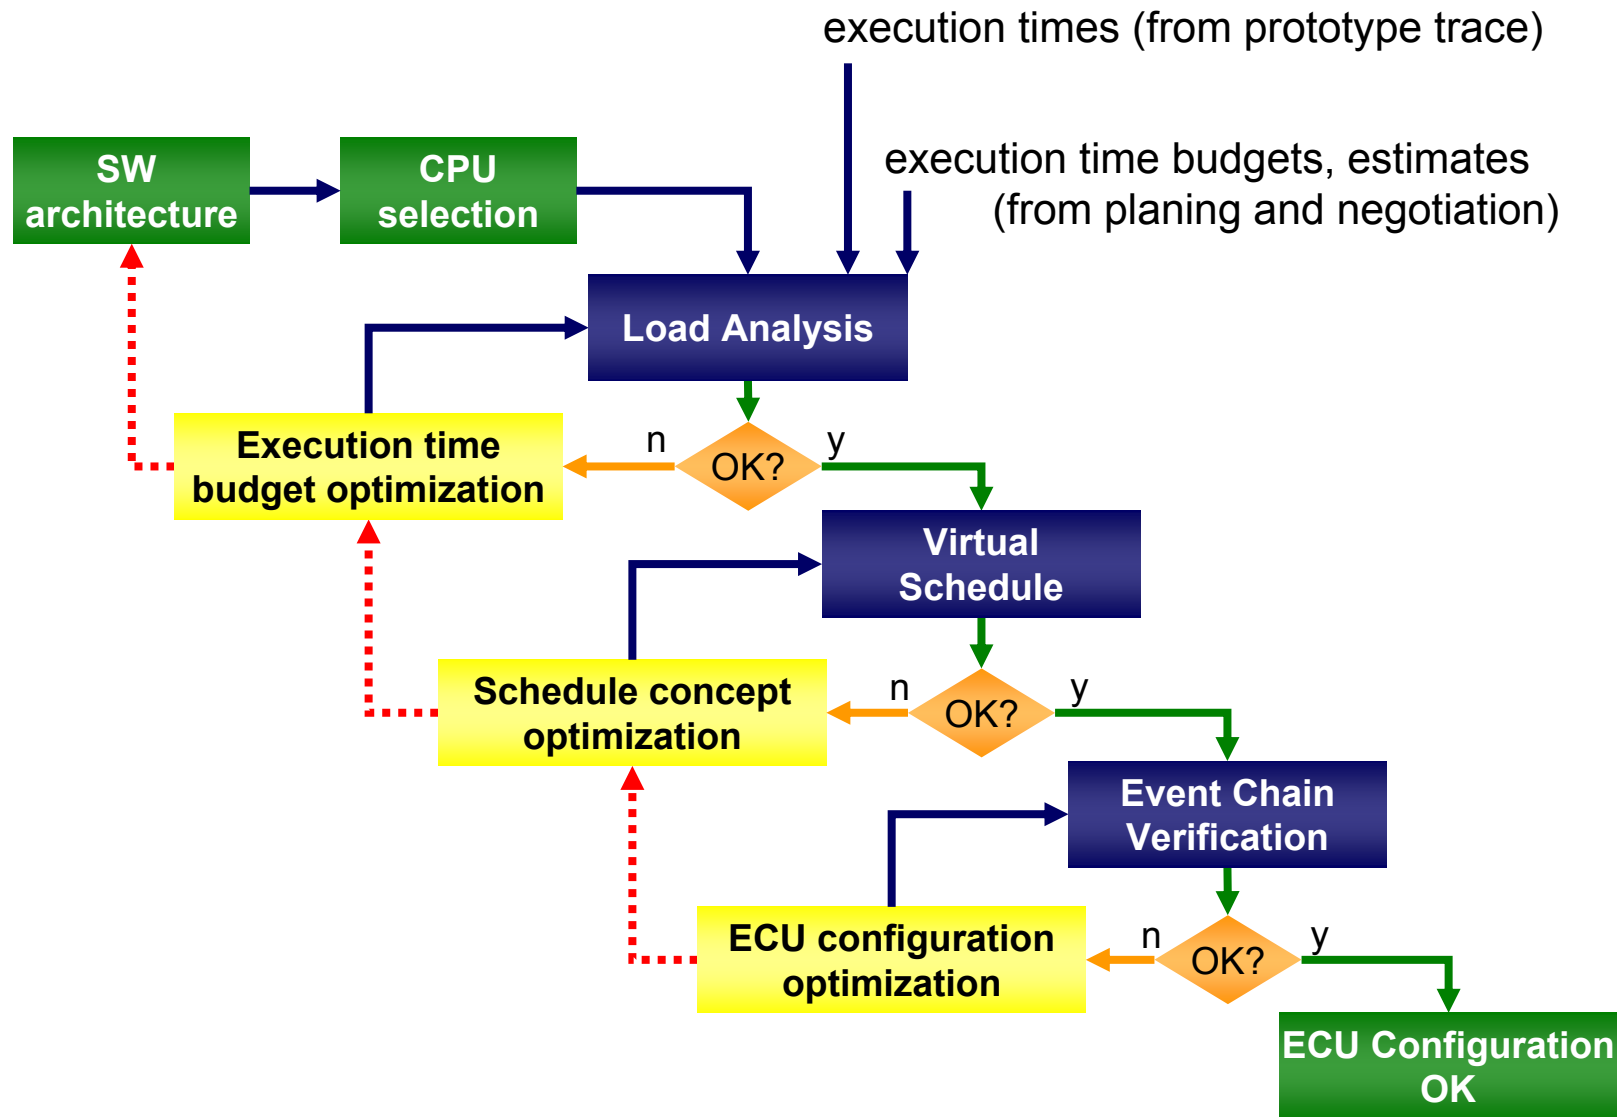 execution times (from prototype trace)
execution time budgets, estimates
(from planing and negotiation)
SW
architecture
CPU
selection
Load Analysis
Execution time
budget optimization
n
OK?
y
Virtual
Schedule
Schedule concept
optimization
n
OK?
y
Event Chain
Verification
ECU configuration
optimization
n
OK?
y
ECU Configuration
OK